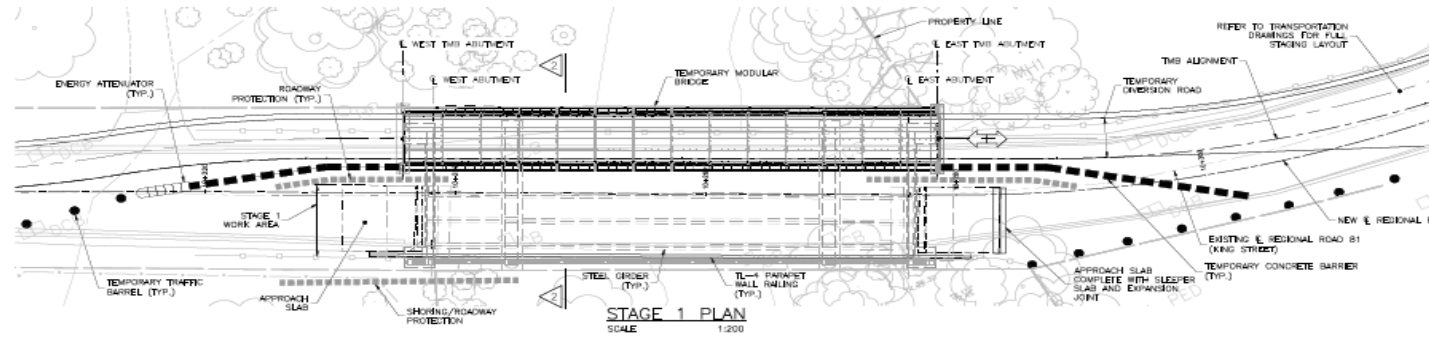 PROPERTY LINE
REFER TO TRANSPORTATION
DRAWINGS FOR FULL
STAGING LAYOUT
℄ WEST TMB ABUTMENT
℄ EAST TMB ABUTMENT
2
TMB ALIGNMENT
ENERGY ATTENUATOR
(TYP.)
ROADWAY
PROTECTION (TYP.)
℄ WEST ABUTMENT
TEMPORARY MODULAR
BRIDGE
℄ EAST ABUTMENT
TEMPORARY
DIVERSION ROAD
STAGE 1
WORK AREA
NEW ℄ REGIONAL
EXISTING ℄ REGIONAL ROAD 81
(KING STREET)
TEMPORARY TRAFFIC
BARREL (TYP.)
APPROACH
SLAB
SHORING/ROADWAY
PROTECTION
STEEL GIRDER
(TYP.)
TL-4 PARAPET
WALL RAILING
(TYP.)
APPROACH SLAB
COMPLETE WITH SLEEPER
SLAB AND EXPANSION
JOINT
TEMPORARY CONCRETE BARRIER
(TYP.)
2
STAGE 1 PLAN
SCALE 1:200